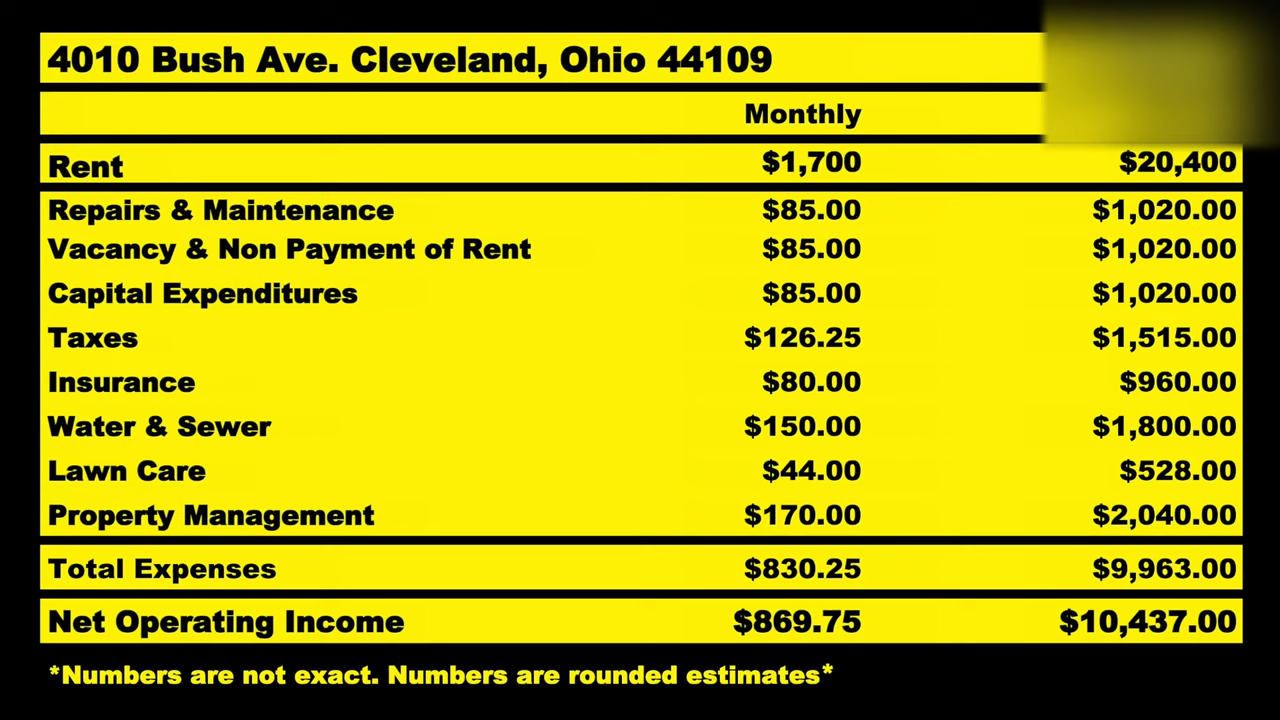 4010 Bush Ave. Cleveland, Ohio 44109
Monthly
Rent $1,700 $20,400
Repairs & Maintenance $85.00 $1,020.00
Vacancy & Non Payment of Rent $85.00 $1,020.00
Capital Expenditures $85.00 $1,020.00
Taxes $126.25 $1,515.00
Insurance $80.00 $960.00
Water & Sewer $150.00 $1,800.00
Lawn Care $44.00 $528.00
Property Management $170.00 $2,040.00
Total Expenses $830.25 $9,963.00
Net Operating Income $869.75 $10,437.00
*Numbers are not exact. Numbers are rounded estimates*